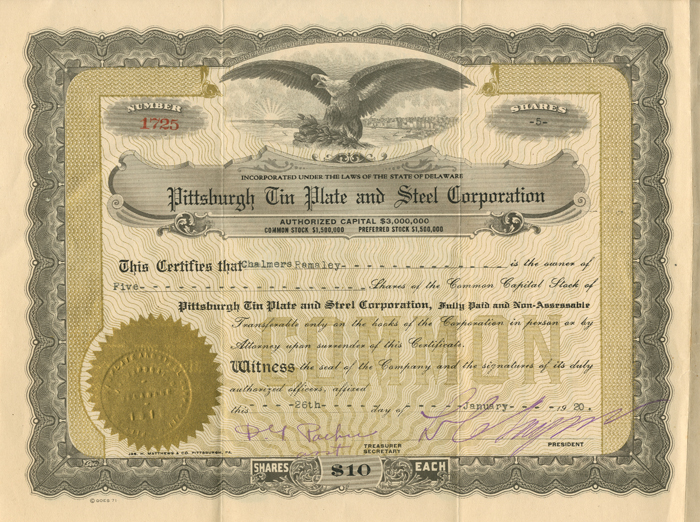 NUMBER
1725
SHARES
-5-
INCORPORATED UNDER THE LAWS OF THE STATE OF DELAWARE
Pittsburgh Tin Plate and Steel Corporation
AUTHORIZED CAPITAL $3,000,000
COMMON STOCK $1,500,000 PREFERRED STOCK $1,500,000
This Certifies that Chalmers Ramaley- - - - - - - - - - - - is the owner of
Five- - - - - - - - - - - - - - - - Shares of the Common Capital Stock of
Pittsburgh Tin Plate and Steel Corporation, Fully Paid and Non-Assessable
Transferable only on the books of the Corporation in person or by
Attorney upon surrender of this Certificate.
COMMON
Witness the seal of the Company and the signatures of its duly
authorized officers, affixed
this - - - -26th- - - - day of - - - -January- - - - 1920.
TREASURER
SECRETARY
PRESIDENT
JAS. H. MATTHEWS & CO. PITTSBURGH, PA.
SHARES $10 EACH